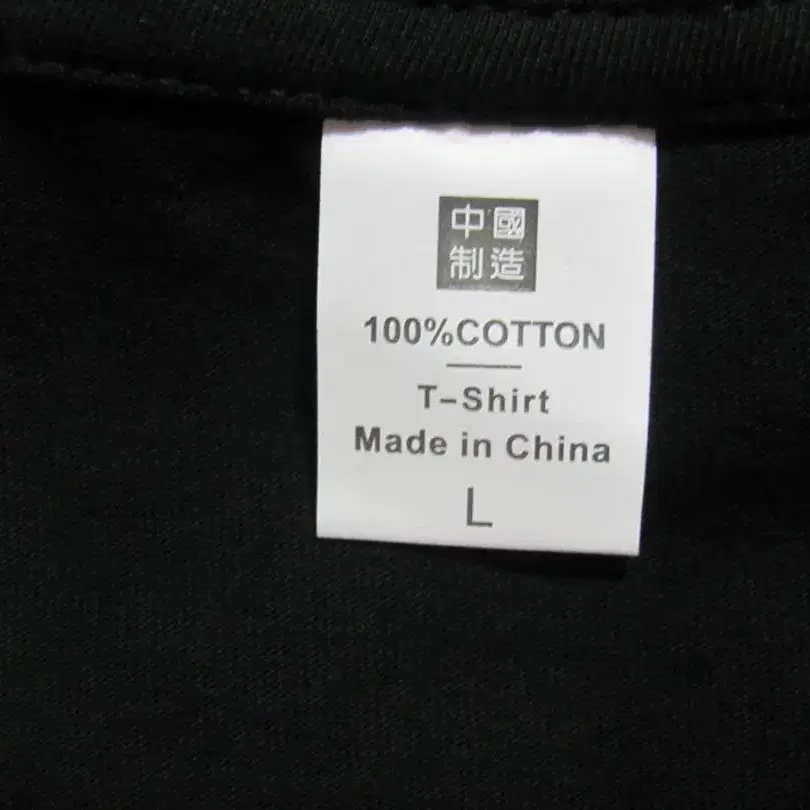 中國
制造
100%COTTON
T-Shirt
Made in China
L